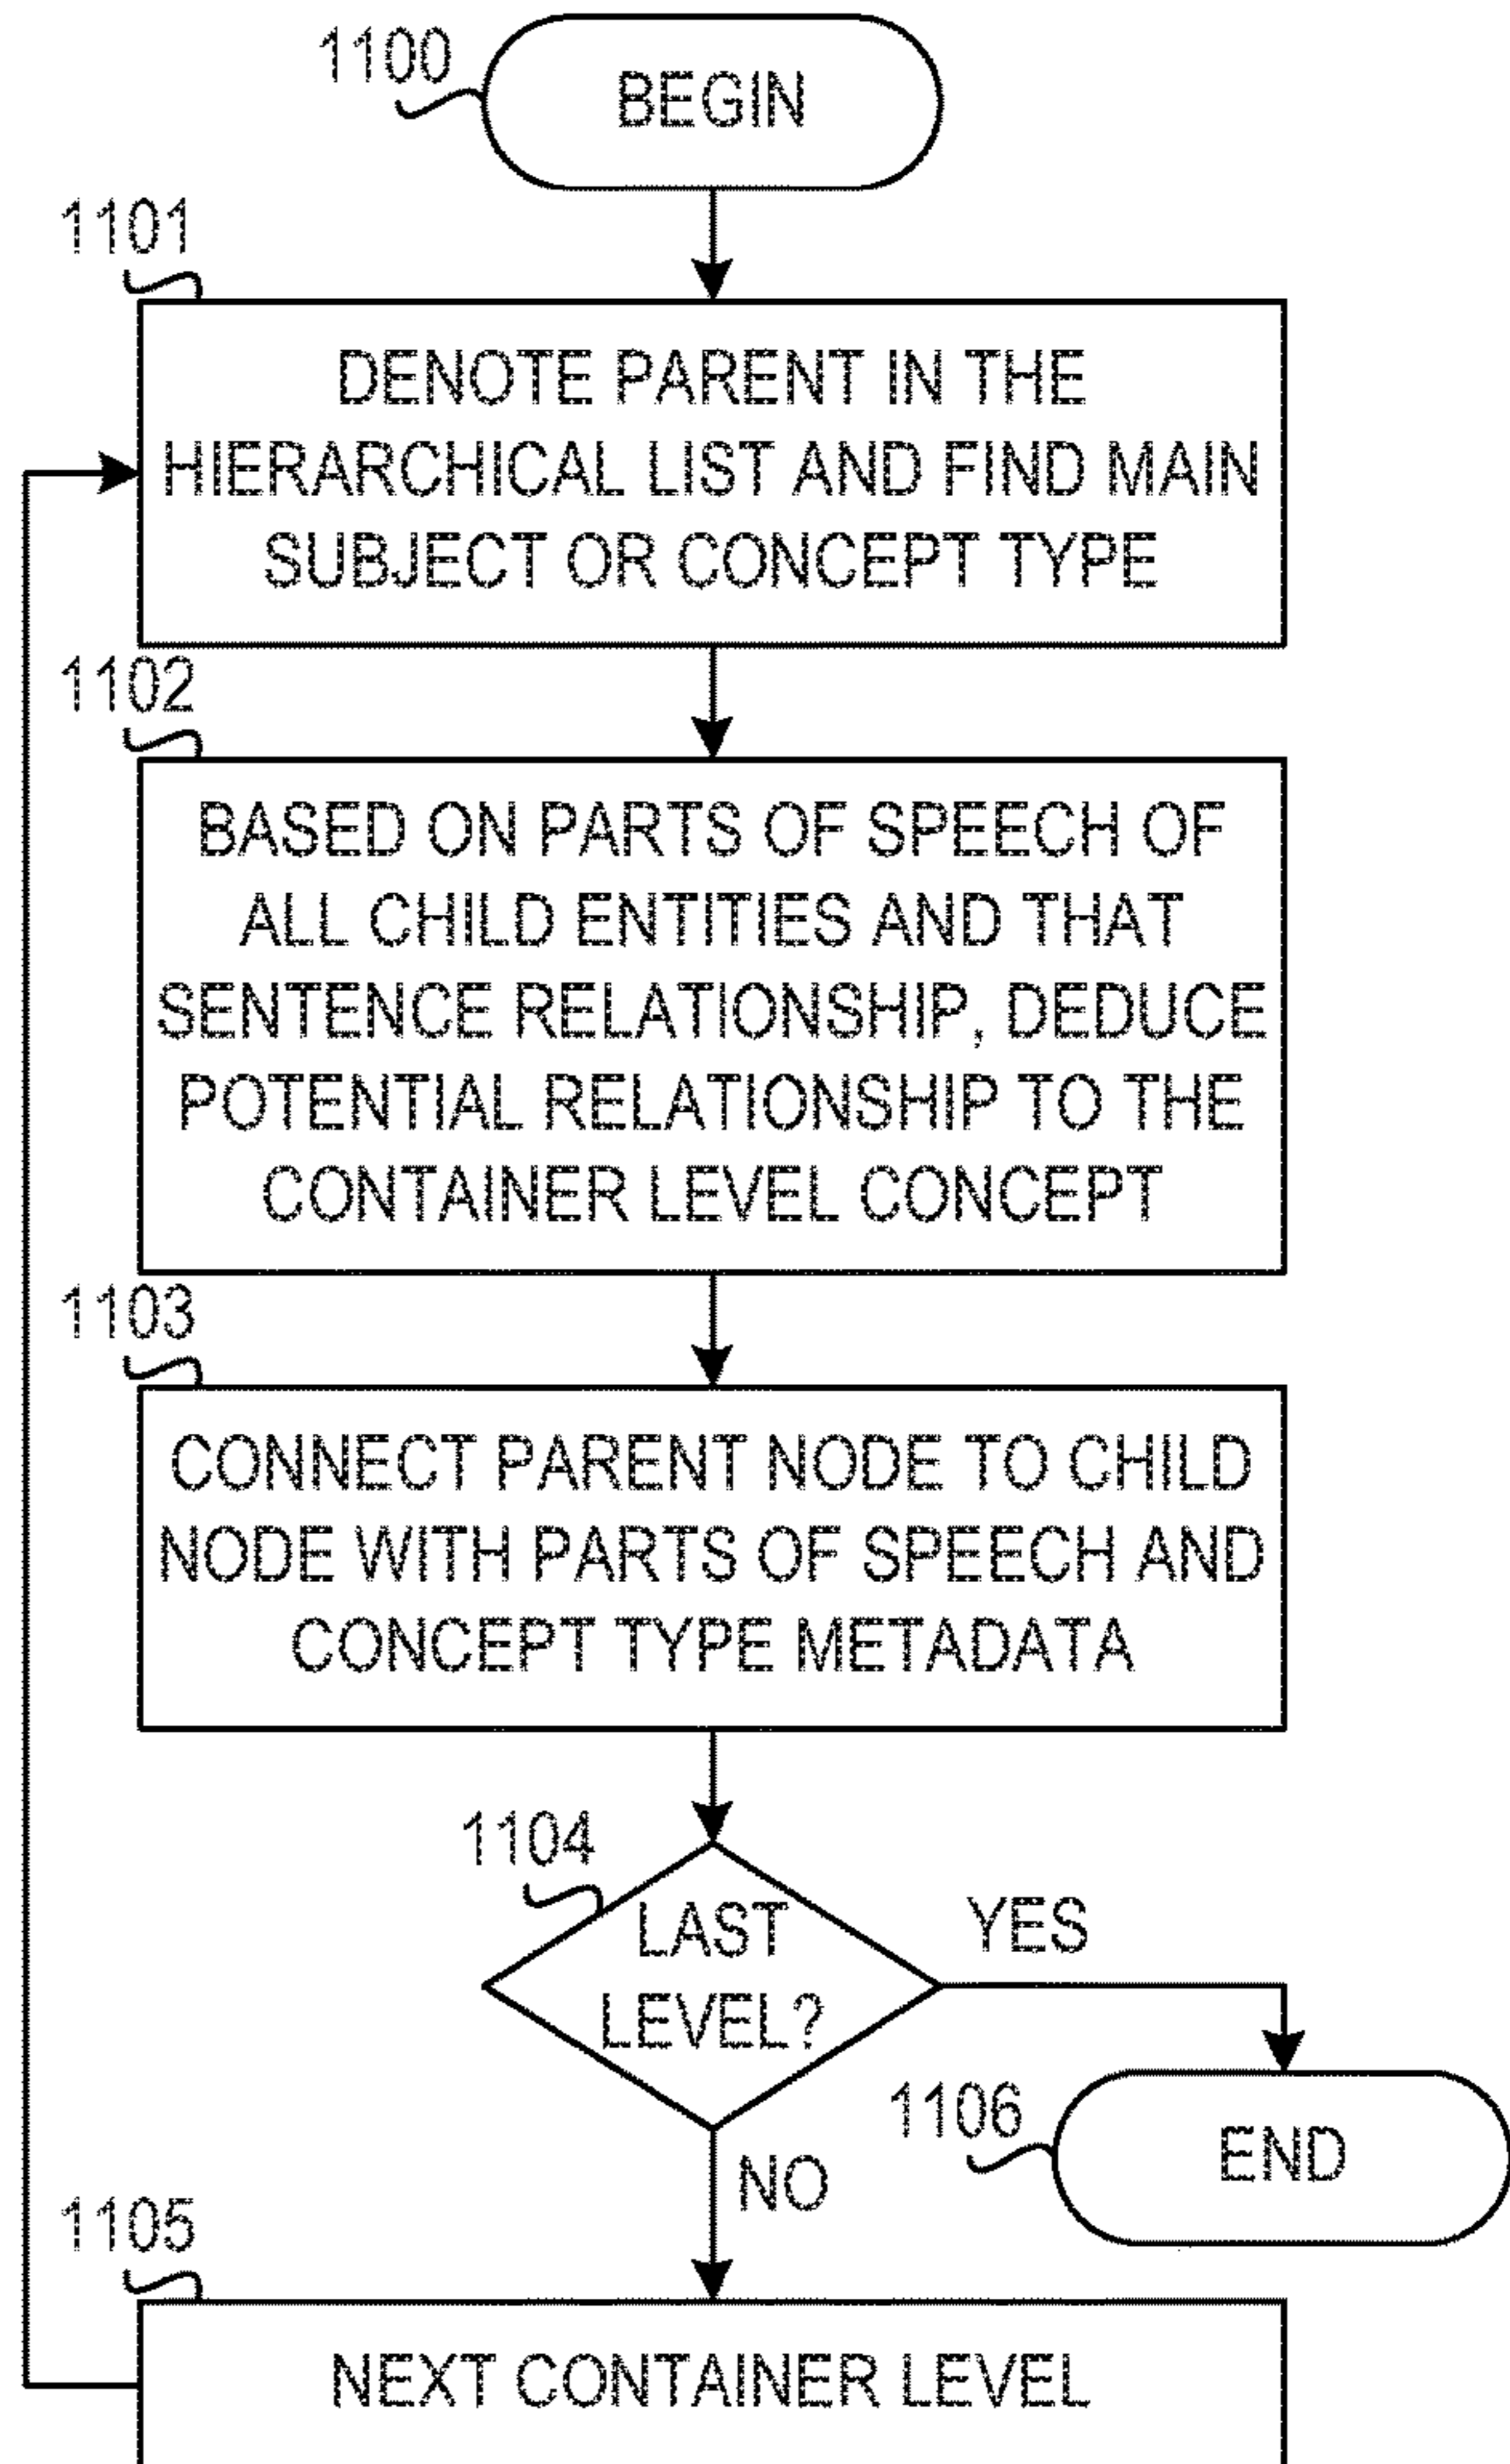 1100
BEGIN
1101
DENOTE PARENT IN THE
HIERARCHICAL LIST AND FIND MAIN
SUBJECT OR CONCEPT TYPE
1102
BASED ON PARTS OF SPEECH OF
ALL CHILD ENTITIES AND THAT
SENTENCE RELATIONSHIP, DEDUCE
POTENTIAL RELATIONSHIP TO THE
CONTAINER LEVEL CONCEPT
1103
CONNECT PARENT NODE TO CHILD
NODE WITH PARTS OF SPEECH AND
CONCEPT TYPE METADATA
1104
LAST
LEVEL?
YES
1106
END
NO
1105
NEXT CONTAINER LEVEL